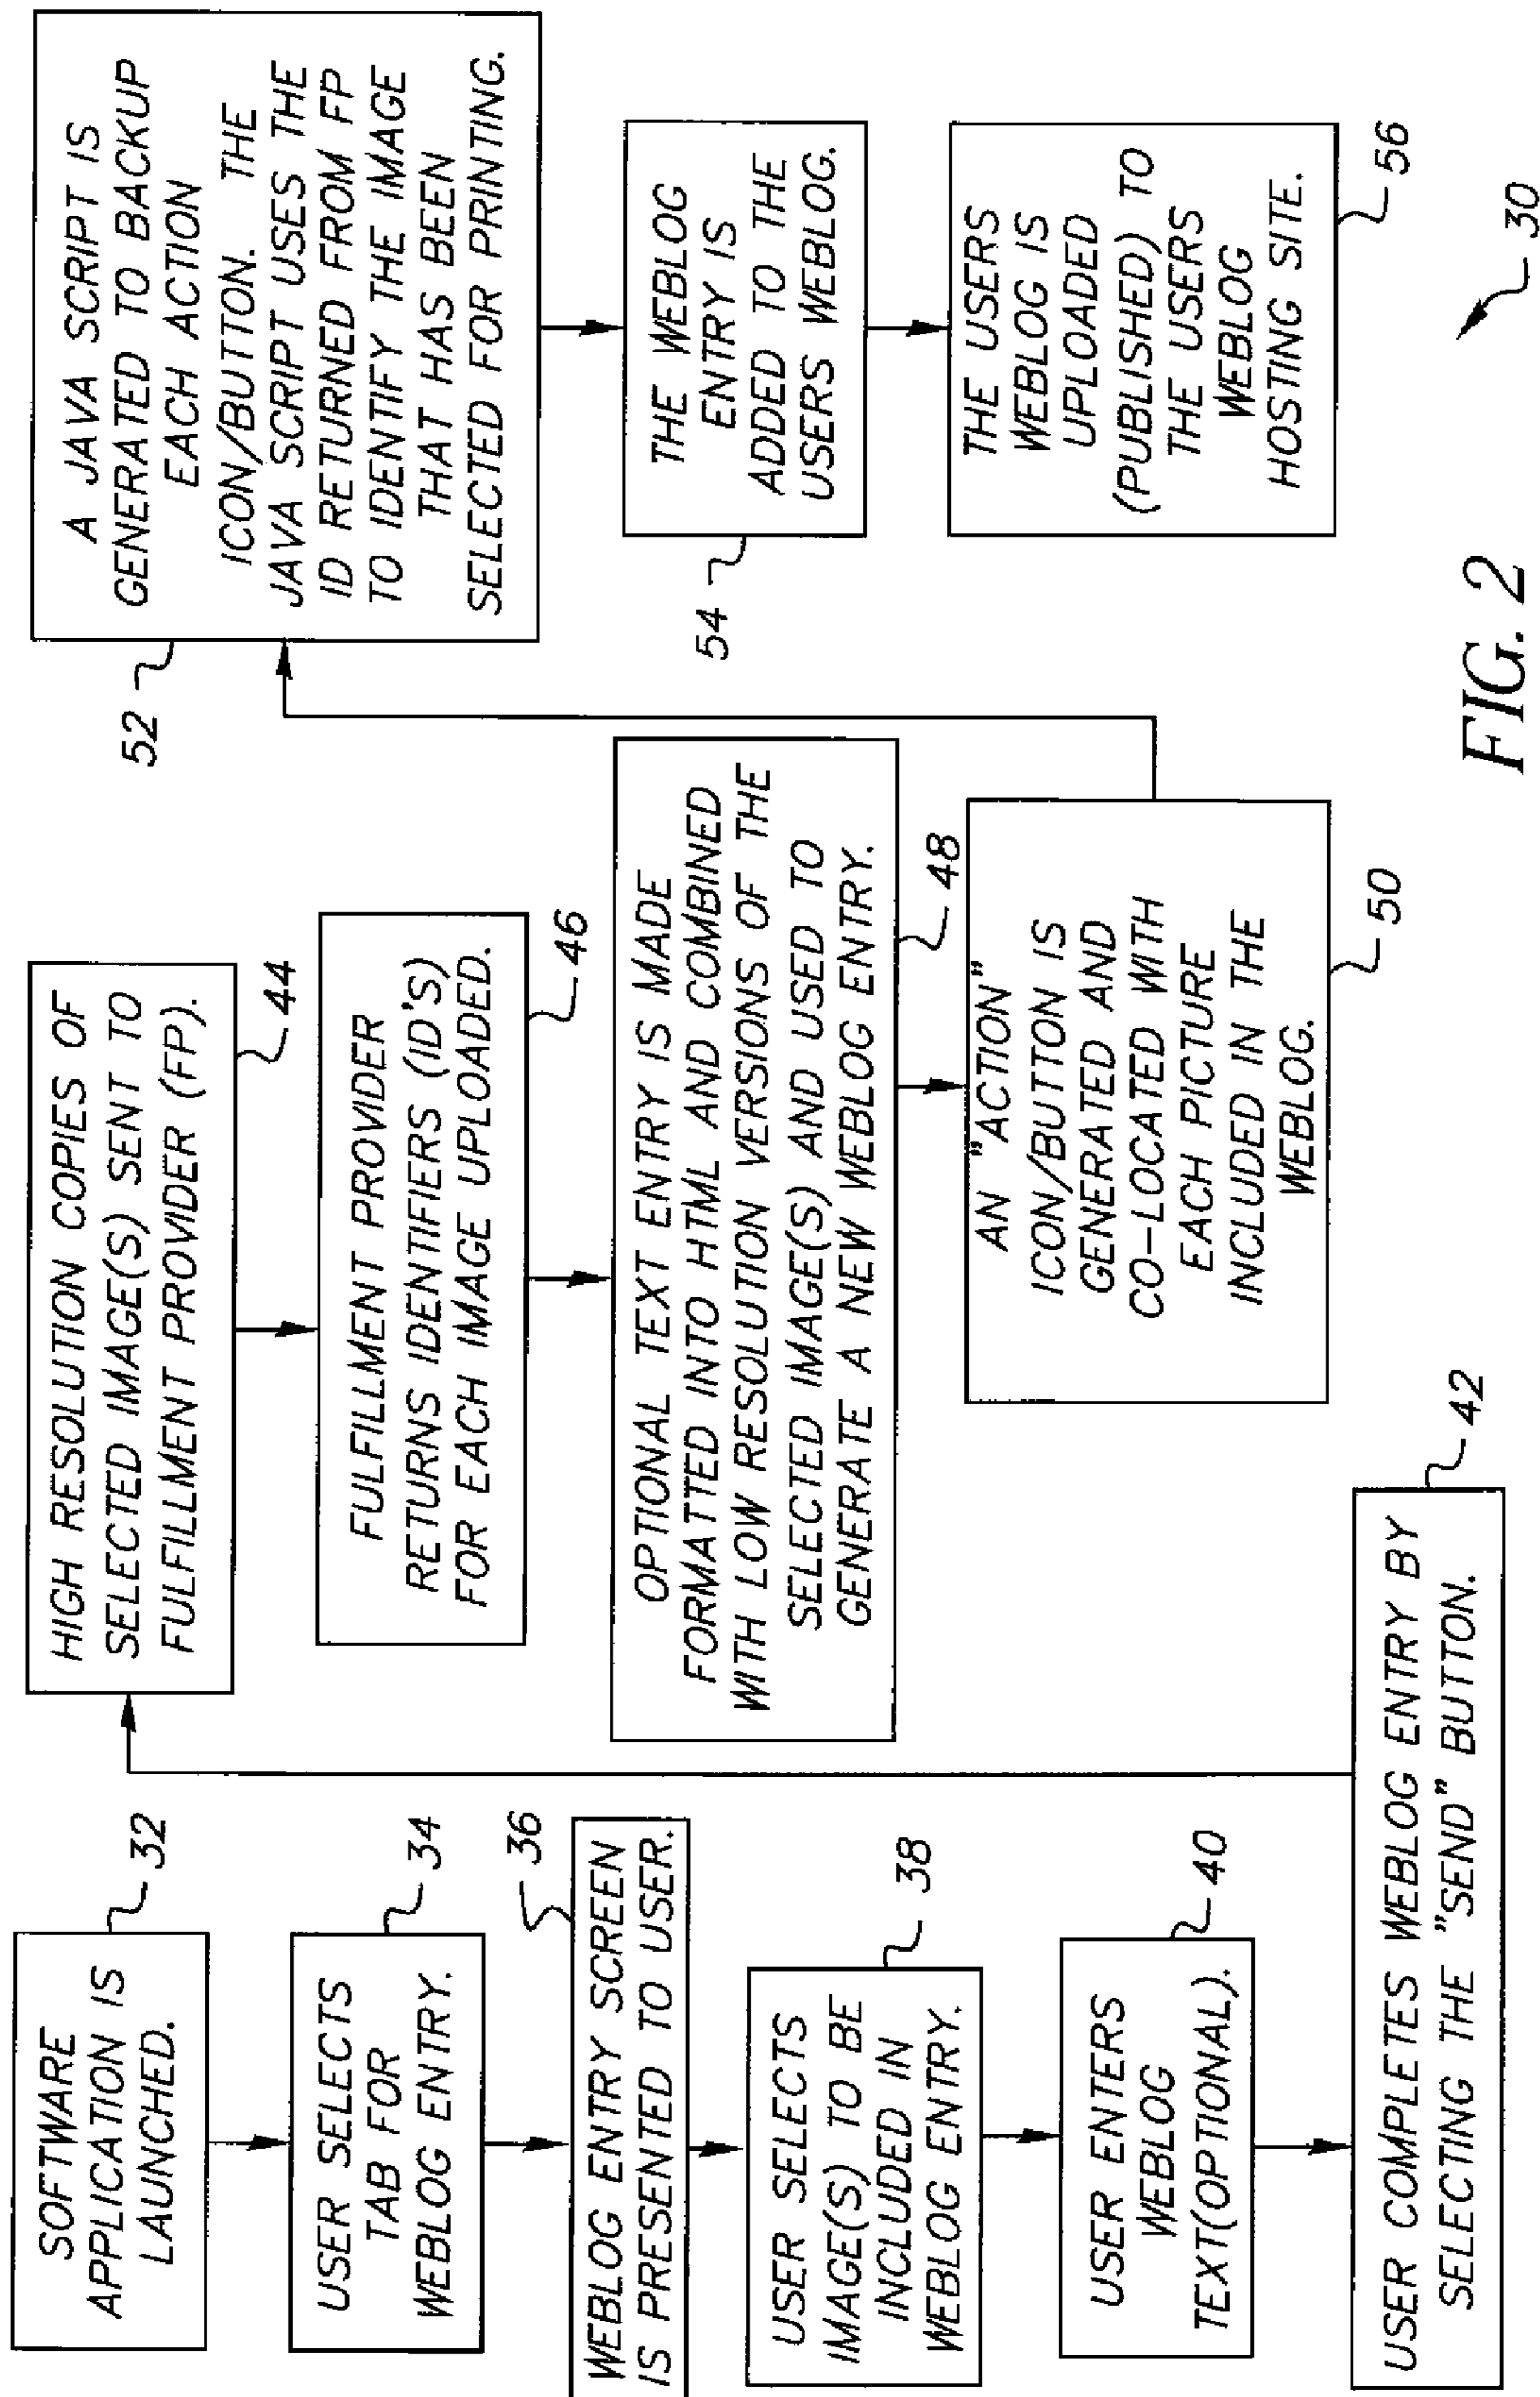 SOFTWARE
APPLICATION IS
LAUNCHED.
32
USER SELECTS
TAB FOR
WEBLOG ENTRY.
34
WEBLOG ENTRY SCREEN
IS PRESENTED TO USER.
36
USER SELECTS
IMAGE(S) TO BE
INCLUDED IN
WEBLOG ENTRY.
38
USER ENTERS
WEBLOG
TEXT(OPTIONAL).
40
USER COMPLETES WEBLOG ENTRY BY
SELECTING THE "SEND" BUTTON.
42
HIGH RESOLUTION COPIES OF
SELECTED IMAGE(S) SENT TO
FULFILLMENT PROVIDER (FP).
44
FULFILLMENT PROVIDER
RETURNS IDENTIFIERS (ID'S)
FOR EACH IMAGE UPLOADED.
46
OPTIONAL TEXT ENTRY IS MADE
FORMATTED INTO HTML AND COMBINED
WITH LOW RESOLUTION VERSIONS OF THE
SELECTED IMAGE(S) AND USED TO
GENERATE A NEW WEBLOG ENTRY.
48
AN "ACTION"
ICON/BUTTON IS
GENERATED AND
CO-LOCATED WITH
EACH PICTURE
INCLUDED IN THE
WEBLOG.
50
A JAVA SCRIPT IS
GENERATED TO BACKUP
EACH ACTION
ICON/BUTTON. THE
JAVA SCRIPT USES THE
ID RETURNED FROM FP
TO IDENTIFY THE IMAGE
THAT HAS BEEN
SELECTED FOR PRINTING.
52
THE WEBLOG
ENTRY IS
ADDED TO THE
USERS WEBLOG.
54
THE USERS
WEBLOG IS
UPLOADED
(PUBLISHED) TO
THE USERS
WEBLOG
HOSTING SITE.
56
30
FIG. 2